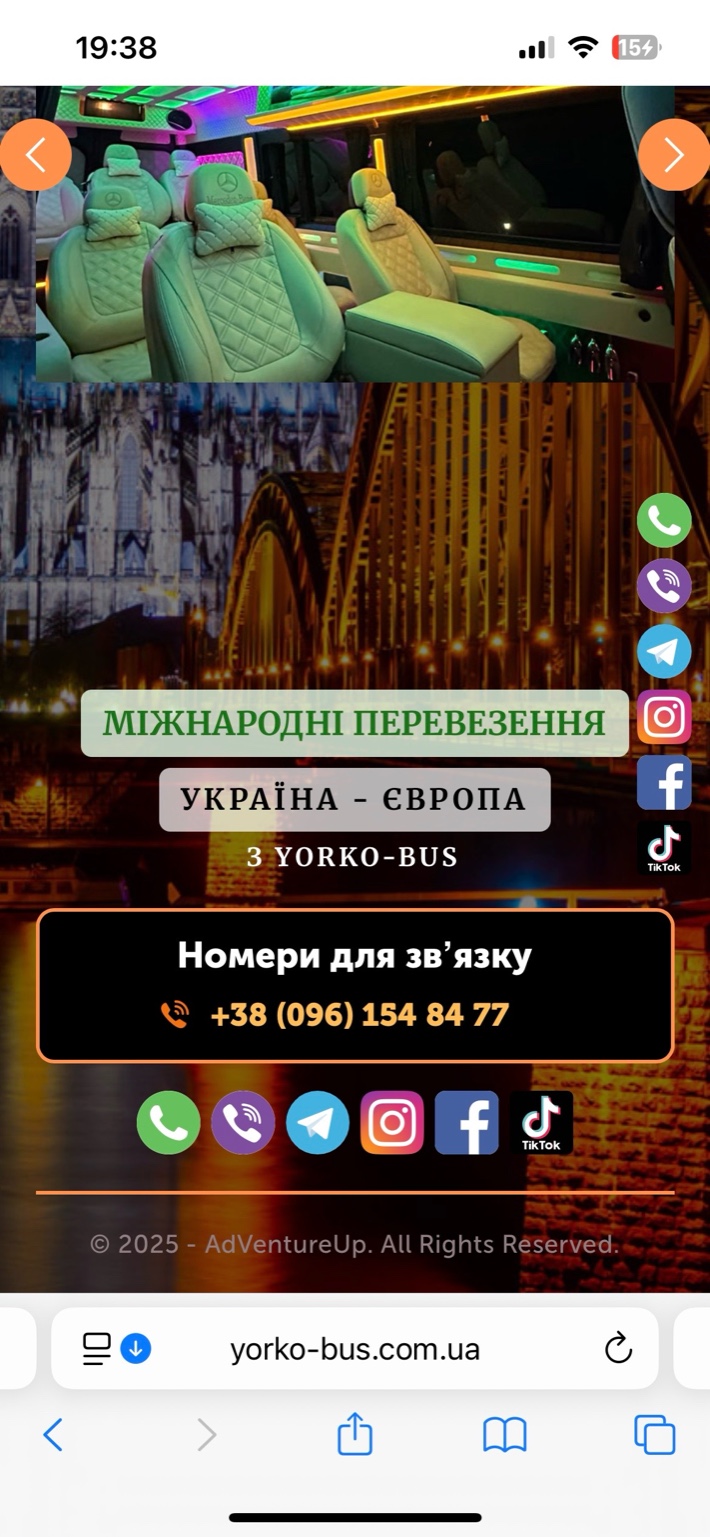 19:38
15
МІЖНАРОДНІ ПЕРЕВЕЗЕННЯ
УКРАЇНА - ЄВРОПА
З YORKO-BUS
TikTok
Номери для зв’язку
+38 (096) 154 84 77
TikTok
© 2025 - AdVentureUp. All Rights Reserved.
yorko-bus.com.ua